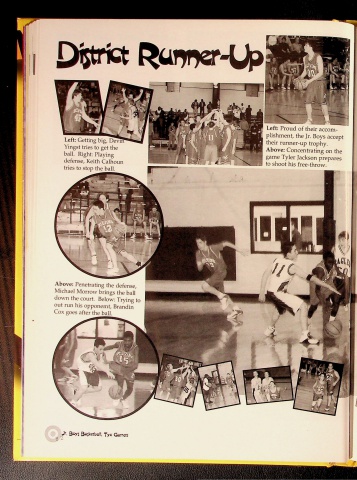 District Runner-Up
Left: Getting big, Devin
Yingst tries to get the
ball. Right: Playing
defense, Keith Calhoun
tries to stop the ball.
Left: Proud of their accom-
plishment, the Jr. Boys accept
their runner-up trophy.
Above: Concentrating on the
game Tyler Jackson prepares
to shoot his free-throw.
Above: Penetrating the defense,
Michael Morrow brings the ball
down the court. Below: Trying to
out run his opponent, Brandin
Cox goes after the ball.
Jr. Boys Basketball, The Games